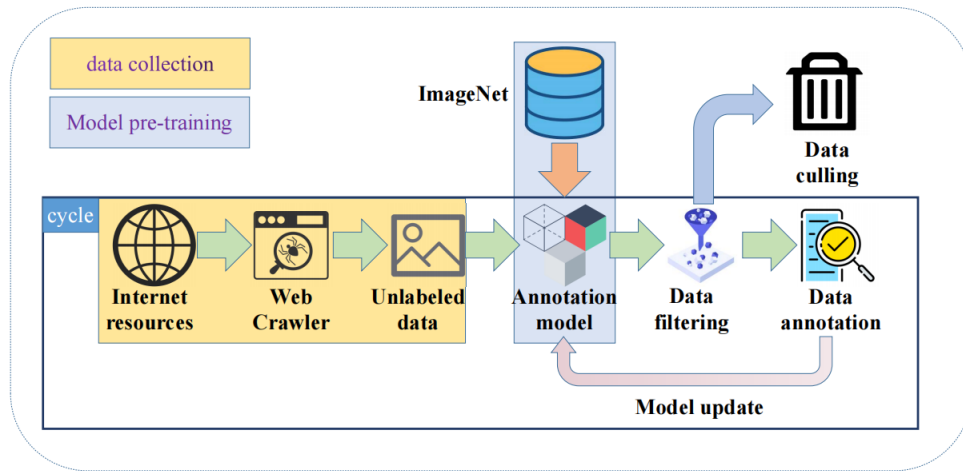 data collection
Model pre-training
ImageNet
Data
culling
cycle
Internet
resources
Web
Crawler
Unlabeled
data
Annotation
model
Data
filtering
Data
annotation
Model update